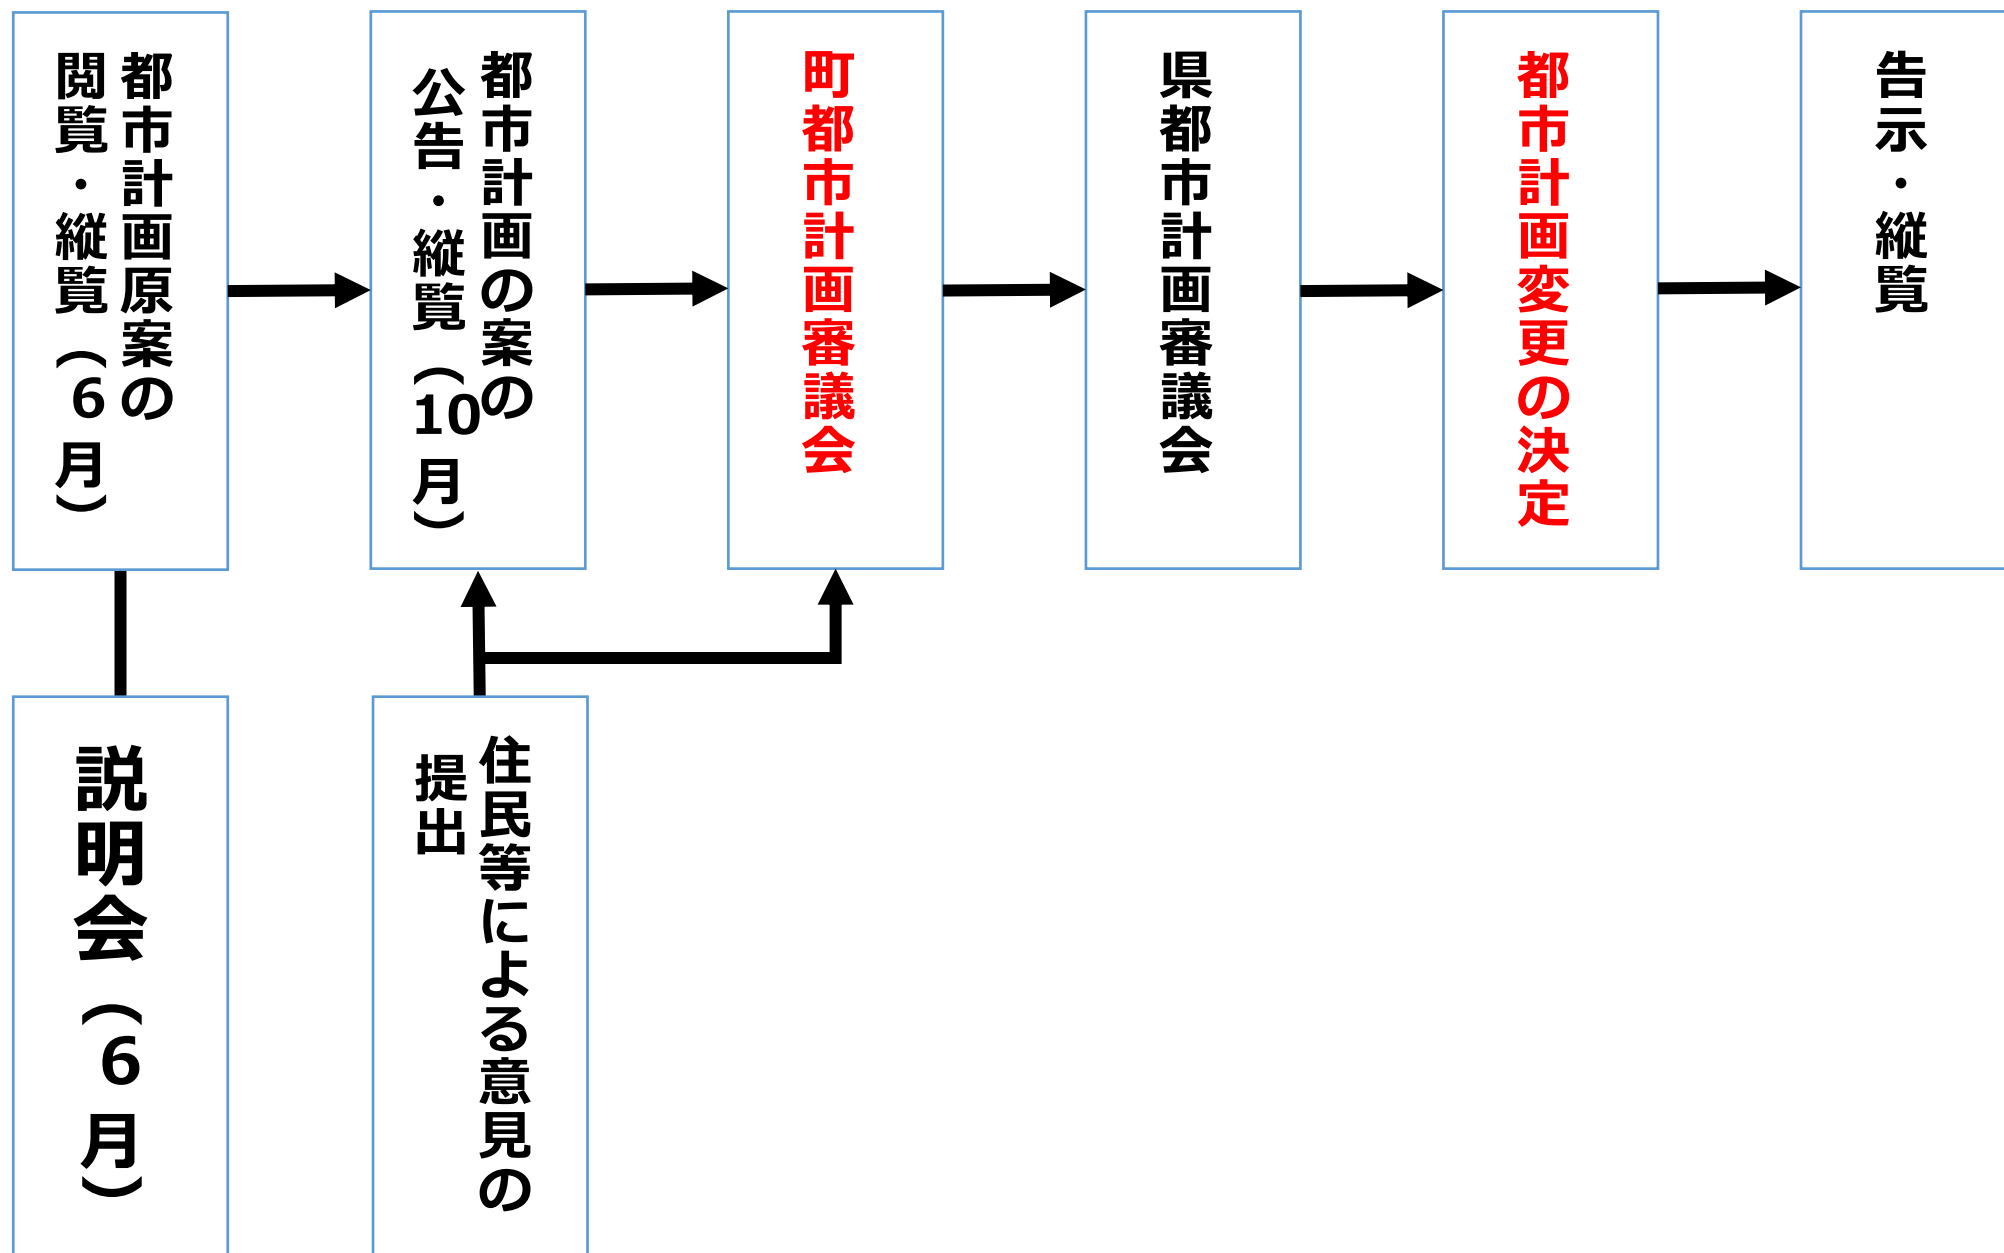 都市計画原案の
閲覧・縦覧（６月）
都市計画の案の
公告・縦覧（10月）
町都市計画審議会
県都市計画審議会
都市計画変更の決定
告示・縦覧
説明会（６月）
住民等による意見の
提出